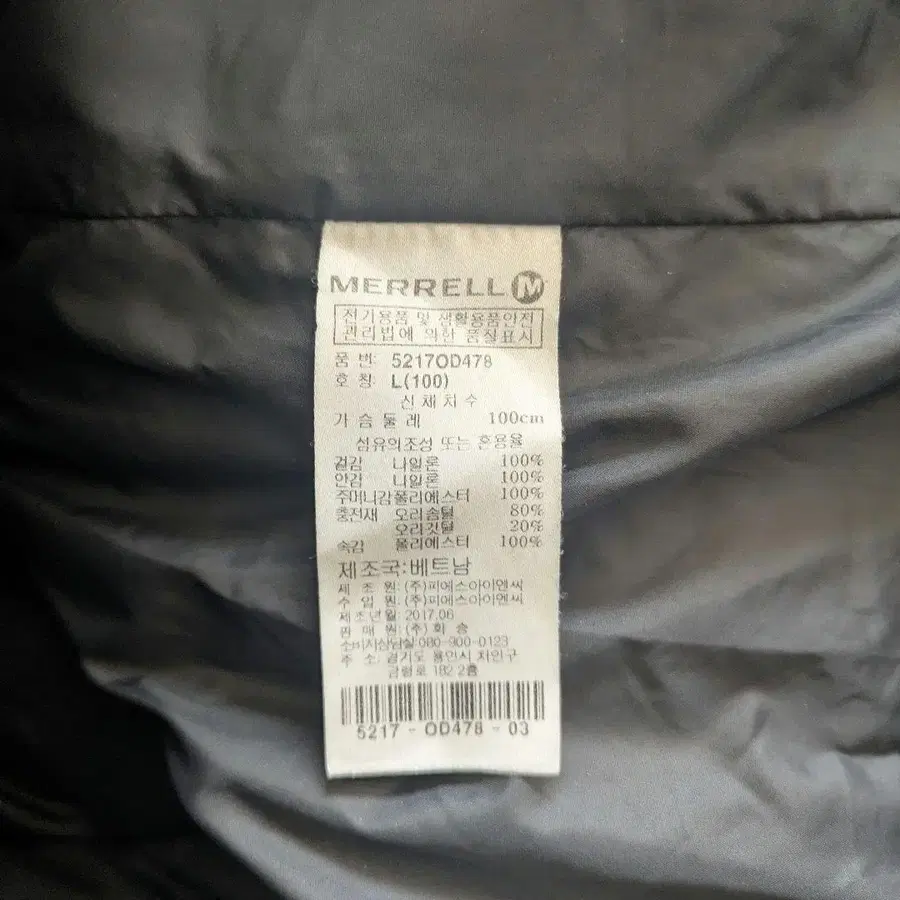 MERRELL M
전기용품 및 생활용품안전
관리법에 의한 품질표시
품 번: 5217OD478
호 칭: L(100)
신체치수
가슴둘레 100cm
섬유의조성 또는 혼용율
겉감 나일론 100%
안감 나일론 100%
주머니감 폴리에스터 100%
충전재 오리솜털 80%
오리깃털 20%
속감 폴리에스터 100%
제조국:베트남
제 조 원: (주)피에스아이엔씨
수 입 원: (주)피에스아이엔씨
제조년월: 2017.06
판 매 원: (주)화 승
소비자상담실:080-900-0123
주 소: 경기도 용인시 처인구
금령로 182 2층
5217 - OD478 - 03